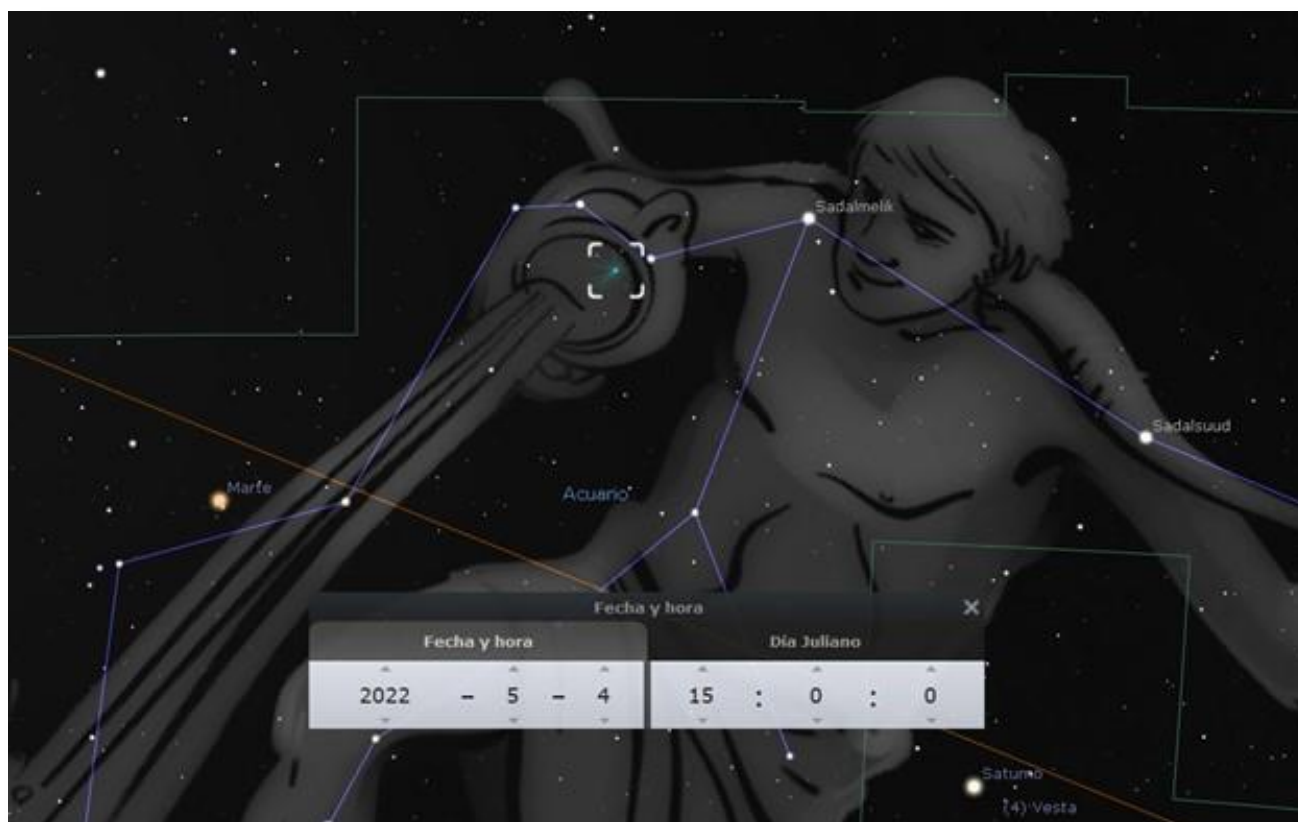 Sadalmelik
Sadalsuud
Marte
Acuario
Fecha y hora
Fecha y hora
Día Juliano
2022 - 5 - 4 15 : 0 : 0
Saturno
(4) Vesta